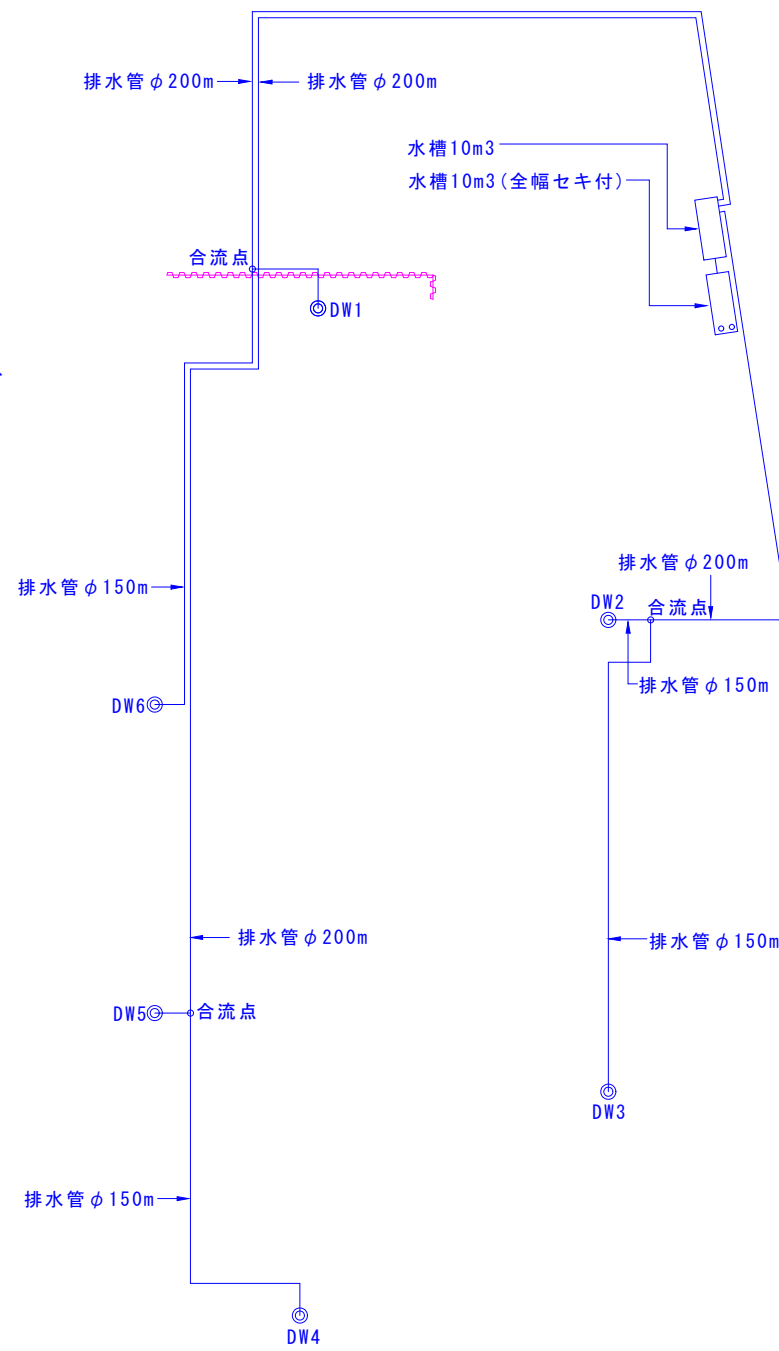 排水管φ200m
排水管φ200m
水槽10m3
水槽10m3(全幅セキ付)
合流点
DW1
排水管φ200m
排水管φ150m
DW2
合流点
排水管φ150m
DW6
排水管φ200m
排水管φ150m
DW5
合流点
DW3
排水管φ150m
DW4